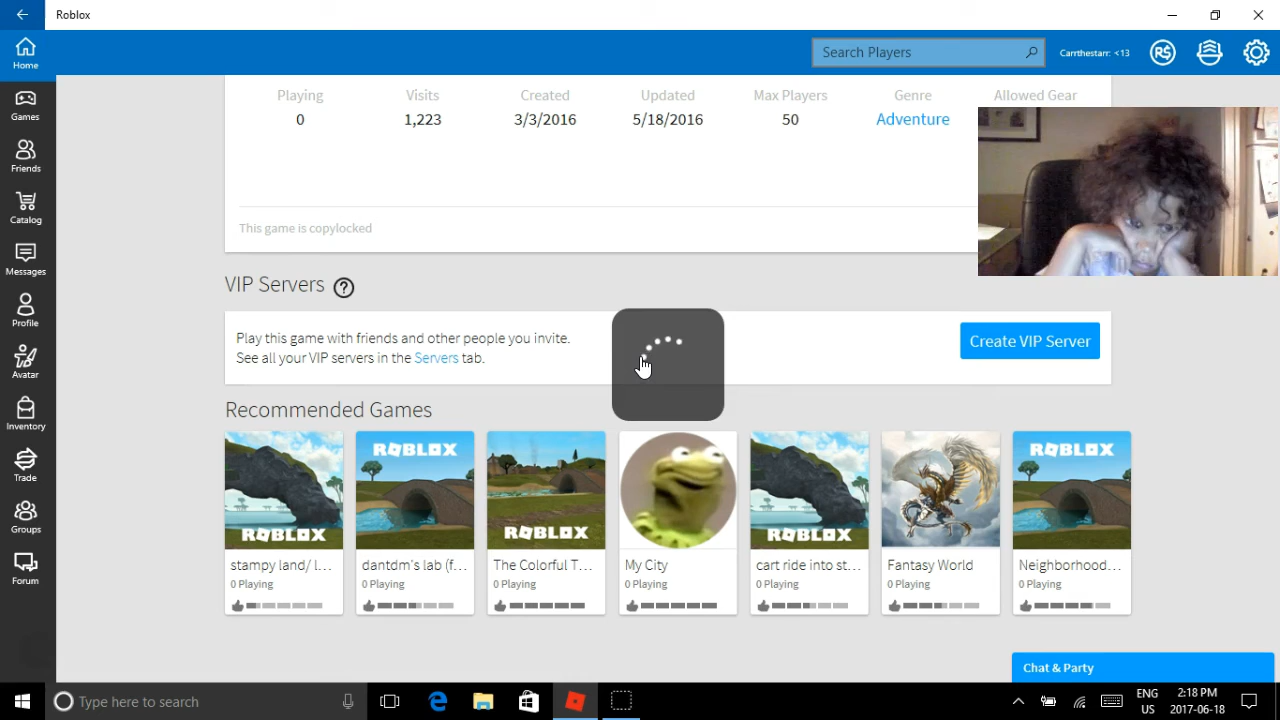 Roblox
Home
Search Players
Carrthestarr: <13
Games
Friends
Catalog
Messages
Profile
Avatar
Inventory
Trade
Groups
Forum
Playing Visits Created Updated Max Players Genre Allowed Gear
0 1,223 3/3/2016 5/18/2016 50 Adventure
This game is copylocked
VIP Servers ?
Play this game with friends and other people you invite.
See all your VIP servers in the Servers tab.
Create VIP Server
Recommended Games
ROBLOX ROBLOX ROBLOX ROBLOX ROBLOX
stampy land/ l... dantdm's lab (f... The Colorful T... My City cart ride into st... Fantasy World Neighborhood...
0 Playing 0 Playing 0 Playing 0 Playing 0 Playing 0 Playing 0 Playing
Chat & Party
Type here to search
ENG
US
2:18 PM
2017-06-18